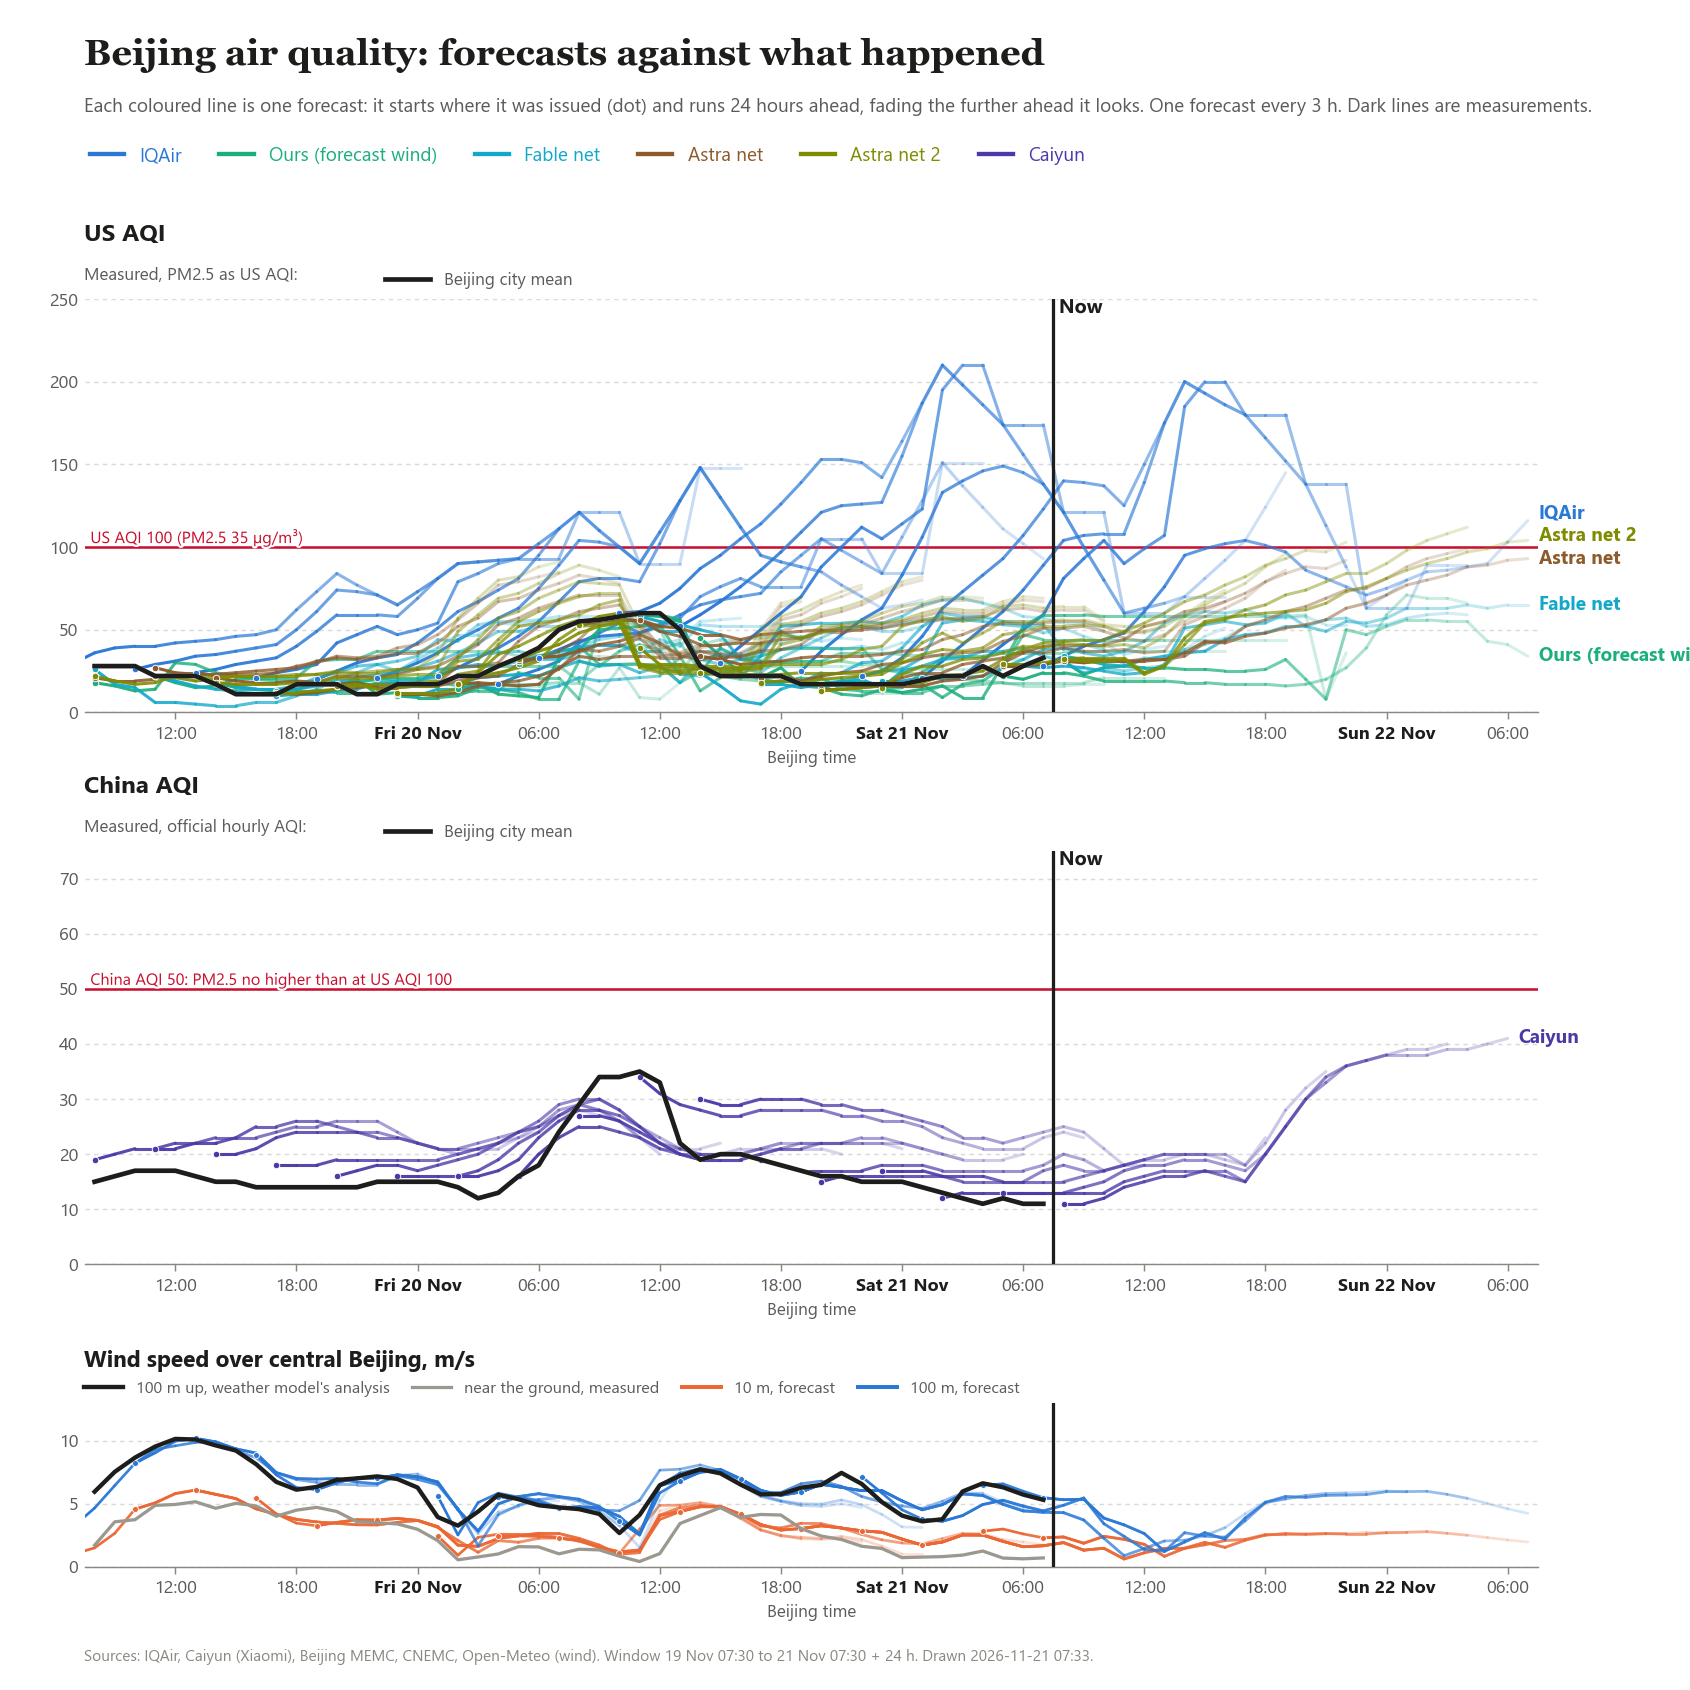 Beijing air quality: forecasts against what happened
Each coloured line is one forecast: it starts where it was issued (dot) and runs 24 hours ahead, fading the further ahead it looks. One forecast every 3 h. Dark lines are measurements.
IQAir Ours (forecast wind) Fable net Astra net Astra net 2 Caiyun
US AQI
Measured, PM2.5 as US AQI: Beijing city mean
250
Now
200
150
IQAir
US AQI 100 (PM2.5 35 µg/m³)
Astra net 2
100
Astra net
Fable net
50
Ours (forecast wi
0
12:00 18:00 Fri 20 Nov 06:00 12:00 18:00 Sat 21 Nov 06:00 12:00 18:00 Sun 22 Nov 06:00
Beijing time
China AQI
Measured, official hourly AQI: Beijing city mean
Now
70
60
China AQI 50: PM2.5 no higher than at US AQI 100
50
40
Caiyun
30
20
10
0
12:00 18:00 Fri 20 Nov 06:00 12:00 18:00 Sat 21 Nov 06:00 12:00 18:00 Sun 22 Nov 06:00
Beijing time
Wind speed over central Beijing, m/s
100 m up, weather model's analysis near the ground, measured 10 m, forecast 100 m, forecast
10
5
0
12:00 18:00 Fri 20 Nov 06:00 12:00 18:00 Sat 21 Nov 06:00 12:00 18:00 Sun 22 Nov 06:00
Beijing time
Sources: IQAir, Caiyun (Xiaomi), Beijing MEMC, CNEMC, Open-Meteo (wind). Window 19 Nov 07:30 to 21 Nov 07:30 + 24 h. Drawn 2026-11-21 07:33.